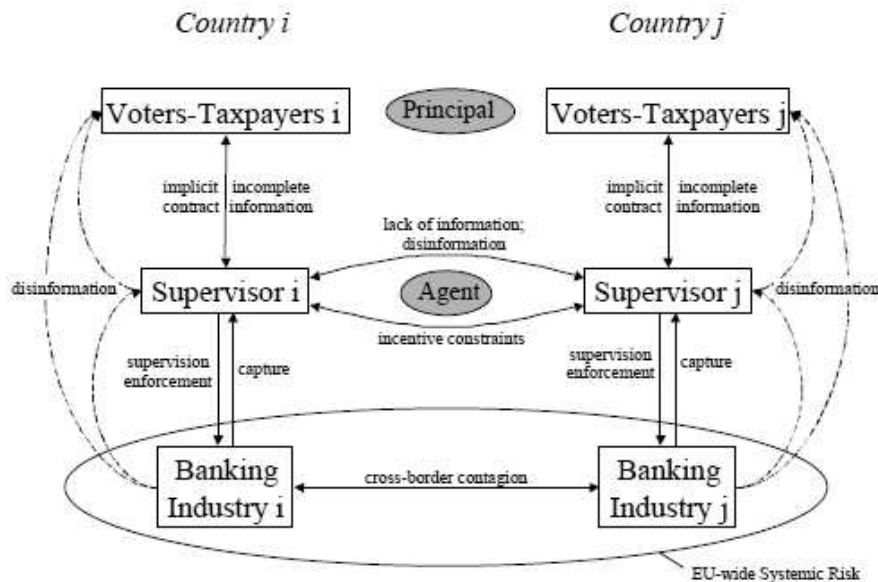 Country i
Country j
Voters-Taxpayers i
Principal
Voters-Taxpayers j
implicit
contract
incomplete
information
implicit
contract
incomplete
information
lack of information;
disinformation
disinformation
Supervisor i
Agent
Supervisor j
disinformation
incentive constraints
supervision
enforcement
capture
supervision
enforcement
capture
Banking
Industry i
cross-border contagion
Banking
Industry j
EU-wide Systemic Risk